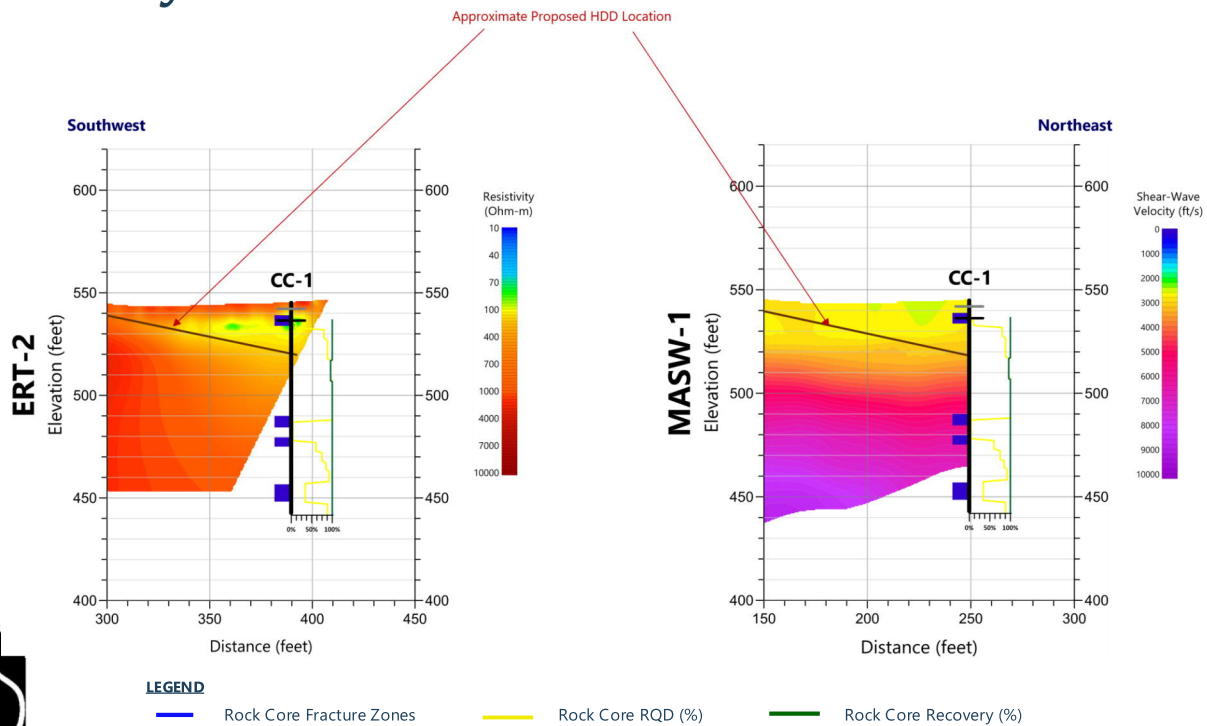 Approximate Proposed HDD Location
Southwest
Northeast
ERT-2
Elevation (feet)
600
550
500
450
400
600
550
500
450
400
300
350
400
450
Distance (feet)
CC-1
0% 50% 100%
Resistivity
(Ohm-m)
10
40
70
100
400
700
1000
4000
7000
10000
MASW-1
Elevation (feet)
600
550
500
450
400
600
550
500
450
400
150
200
250
300
Distance (feet)
CC-1
0% 50% 100%
Shear-Wave
Velocity (ft/s)
0
1000
2000
3000
4000
5000
6000
7000
8000
9000
10000
LEGEND
Rock Core Fracture Zones
Rock Core RQD (%)
Rock Core Recovery (%)